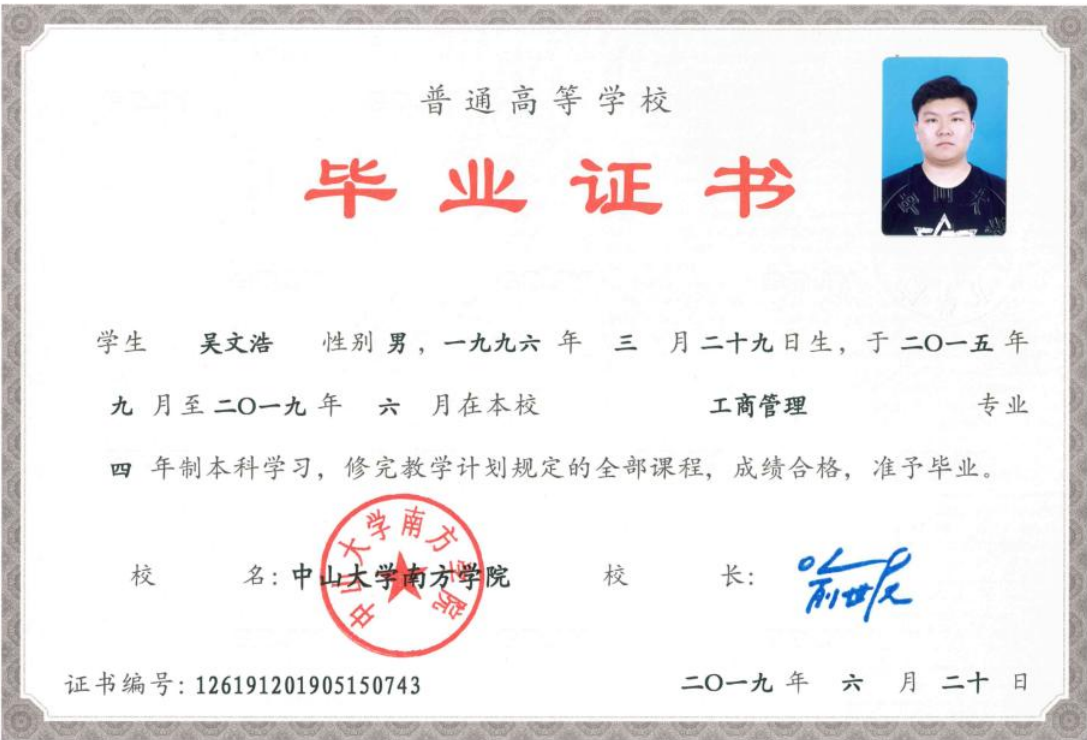 普通高等学校
毕业证书
学生 吴文浩 性别 男，一九九六 年 三 月 二十九 日生，于 二〇一五 年
九 月至 二〇一九 年 六 月在本校 工商管理 专业
四 年制本科学习，修完教学计划规定的全部课程，成绩合格，准予毕业。
中山大学南方学院
校 名：中山大学南方学院 校 长：
证书编号：126191201905150743 二〇一九 年 六 月 二十 日